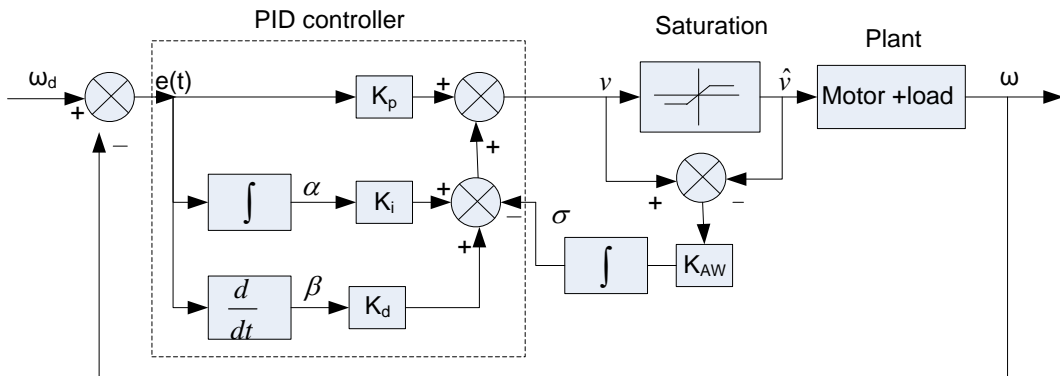 PID controller
Saturation
Plant
ω_d
e(t)
K_p
+
+
−
+
v
v̂
Motor +load
ω
∫
α
K_i
+
−
+
σ
+
−
∫
K_AW
d/dt
β
K_d